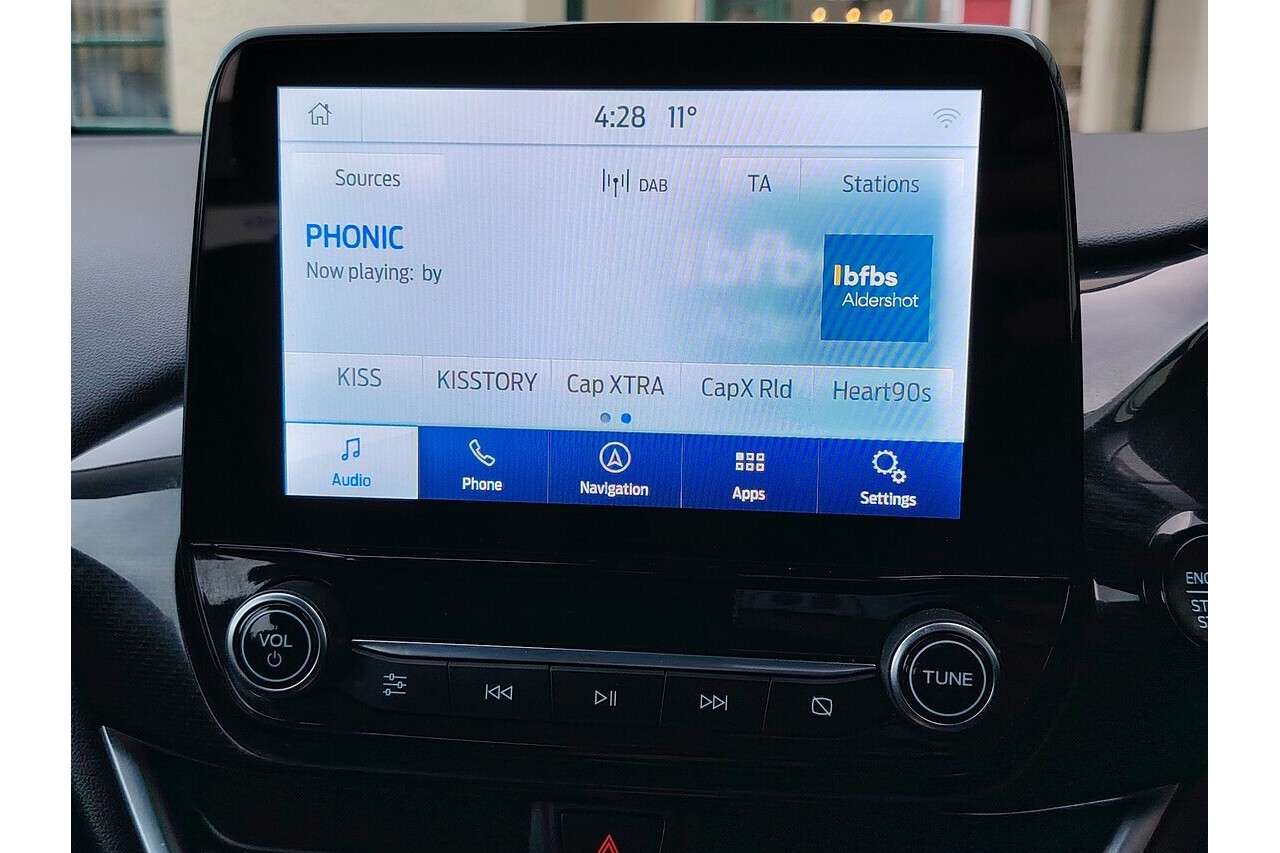 4:28 11°
Sources DAB TA Stations
PHONIC
Now playing: by
bfbs
Aldershot
KISS KISSTORY Cap XTRA CapX Rld Heart90s
Audio Phone Navigation Apps Settings
VOL
TUNE